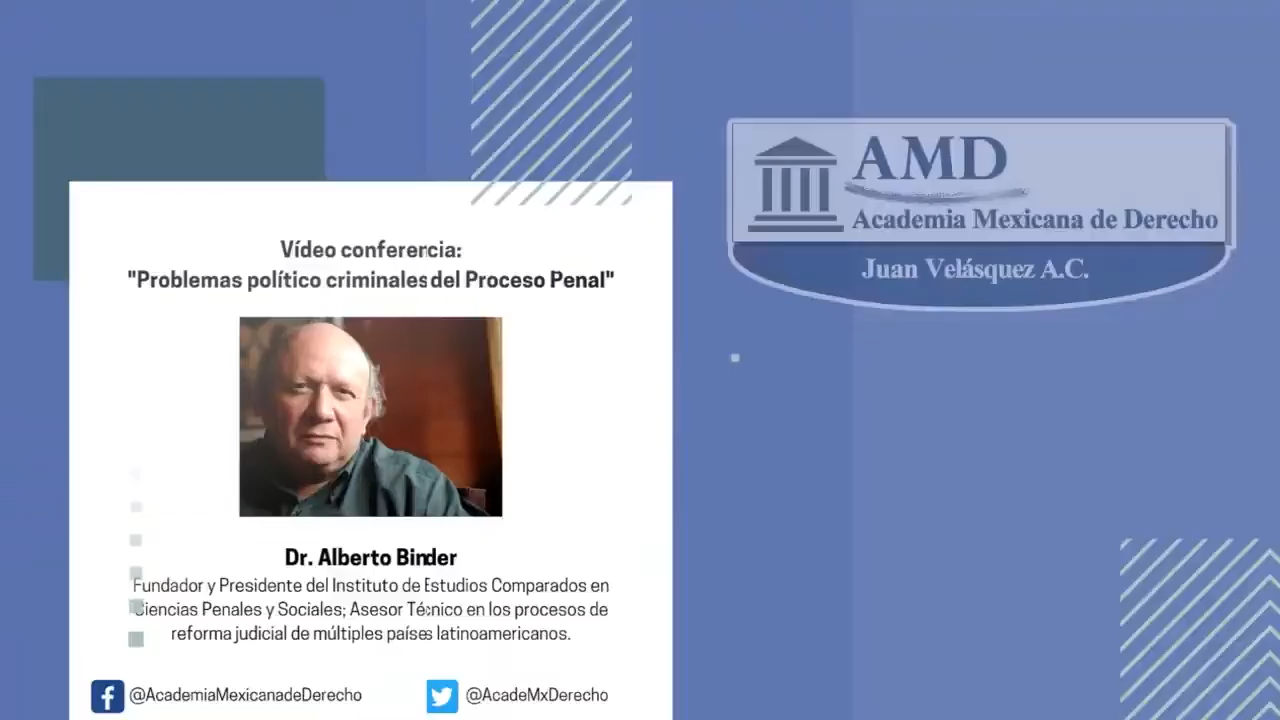 Vídeo conferencia:
"Problemas político criminales del Proceso Penal"
Dr. Alberto Binder
Fundador y Presidente del Instituto de Estudios Comparados en
Ciencias Penales y Sociales; Asesor Técnico en los procesos de
reforma judicial de múltiples países latinoamericanos.
@AcademiaMexicanadeDerecho
@AcadeMxDerecho
AMD
Academia Mexicana de Derecho
Juan Velásquez A.C.